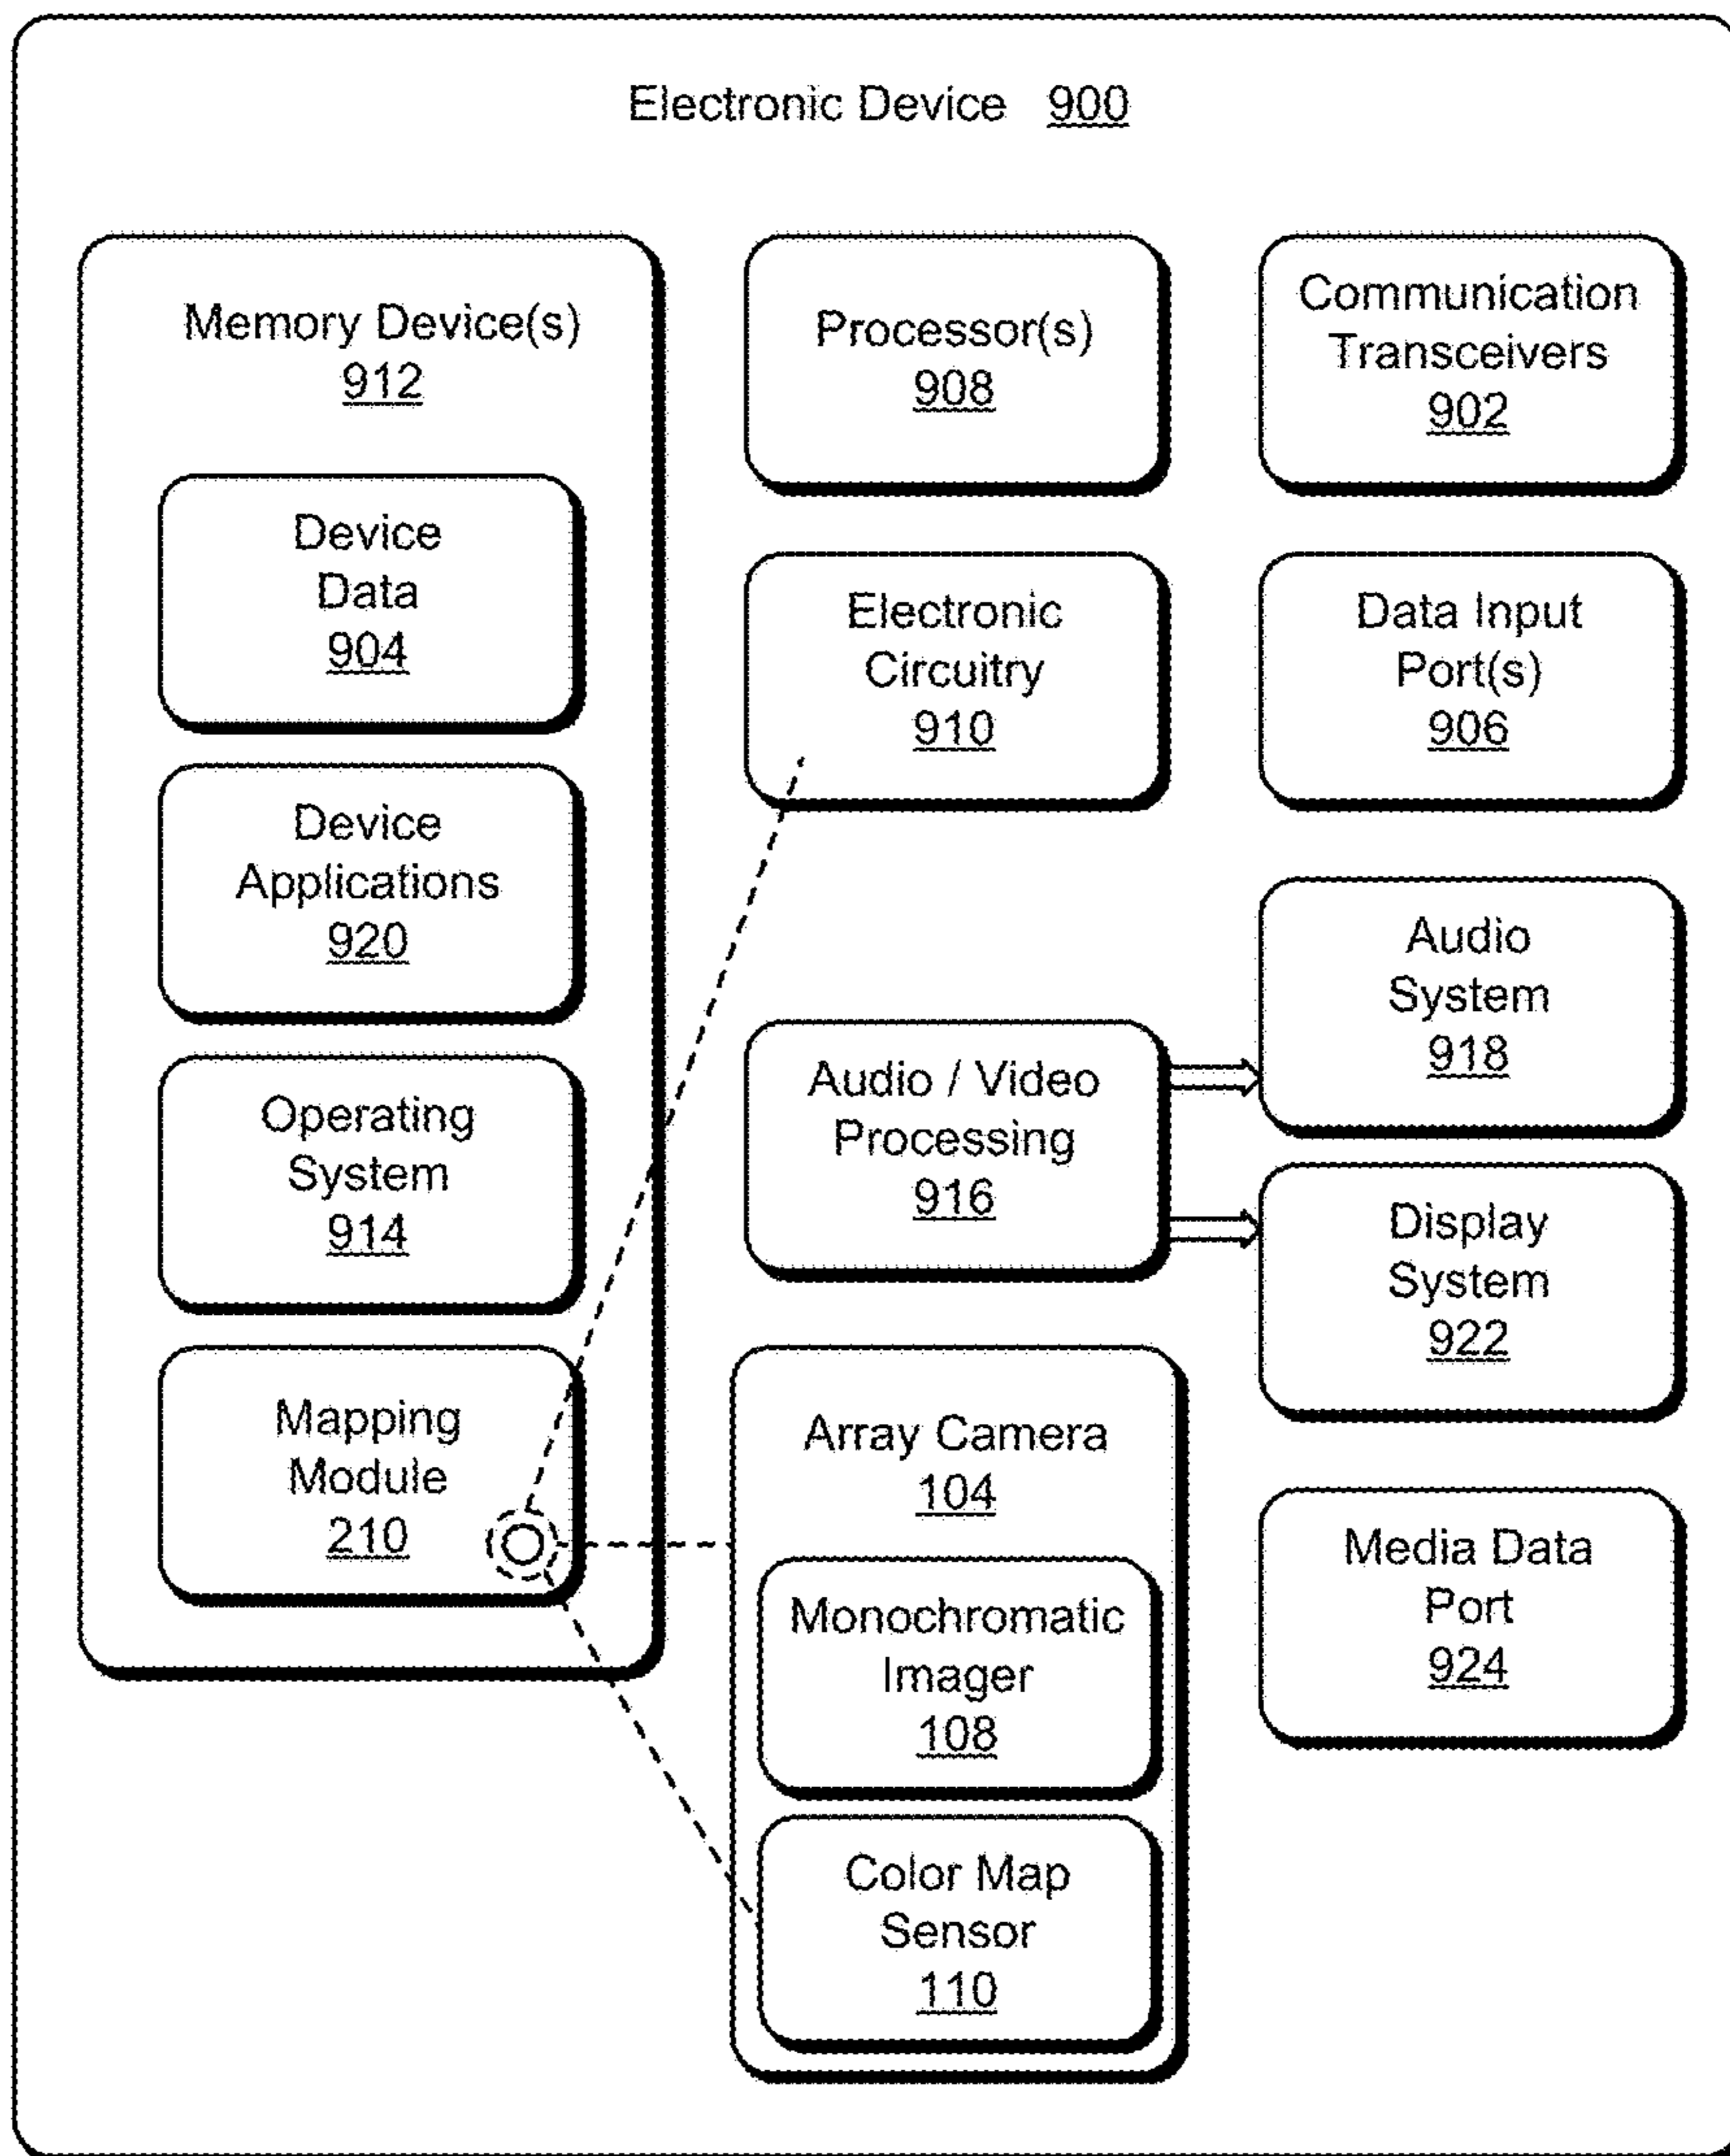 Electronic Device 900
Memory Device(s)
912
Device
Data
904
Device
Applications
920
Operating
System
914
Mapping
Module
210
Processor(s)
908
Electronic
Circuitry
910
Audio / Video
Processing
916
Array Camera
104
Monochromatic
Imager
108
Color Map
Sensor
110
Communication
Transceivers
902
Data Input
Port(s)
906
Audio
System
918
Display
System
922
Media Data
Port
924